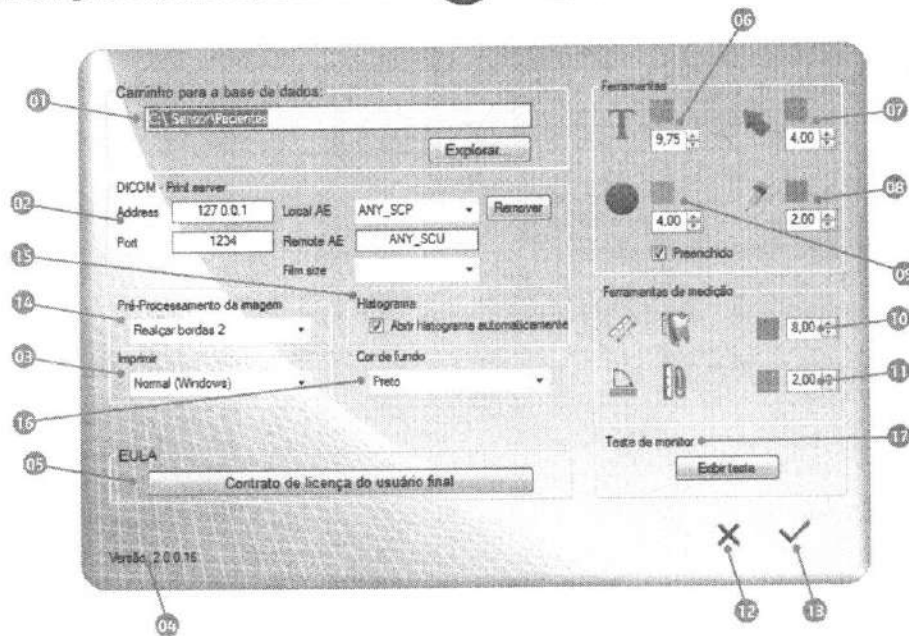 Caminho para a base de dados:
C:\Sensor\Pacientes
Explorar...
DICOM - Print server
Address 127.0.0.1 Local AE ANY_SCP Remover
Port 1234 Remote AE ANY_SCU
Film size
Pré-Processamento da imagem
Realçar bordas 2
Histograma
Abrir histograma automaticamente
Imprimir
Normal (Windows)
Cor de fundo
Preto
EULA
Contrato de licença do usuário final
Versão 2.0.0.16
Ferramentas
T 9,75 4,00
4,00 2,00
Preenchido
Ferramentas de medição
8,00
2,00
Teste de monitor
Exibir teste
01
02
15
14
03
16
05
04
06
07
08
09
10
11
17
12
13